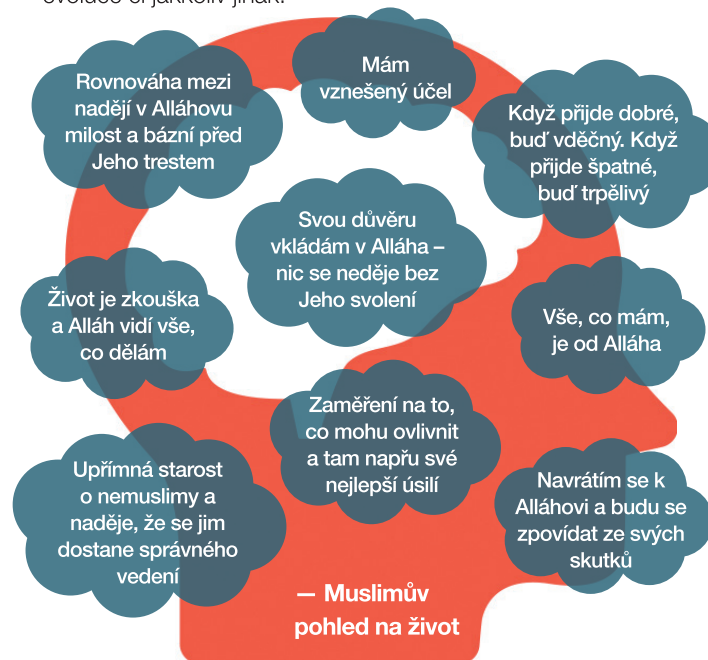 Mám
vznešený účel
Rovnováha mezi
nadějí v Alláhovu
milost a bázní před
Jeho trestem
Když přijde dobré,
buď vděčný. Když
přijde špatné,
buď trpělivý
Svou důvěru
vkládám v Alláha –
nic se neděje bez
Jeho svolení
Život je zkouška
a Alláh vidí vše,
co dělám
Vše, co mám,
je od Alláha
Zaměření na to,
co mohu ovlivnit
a tam napřu své
nejlepší úsilí
Upřímná starost
o nemuslimy a
naděje, že se jim
dostane správného
vedení
Navrátím se k
Alláhovi a budu se
zpovídat ze svých
skutků
— Muslimův
pohled na život